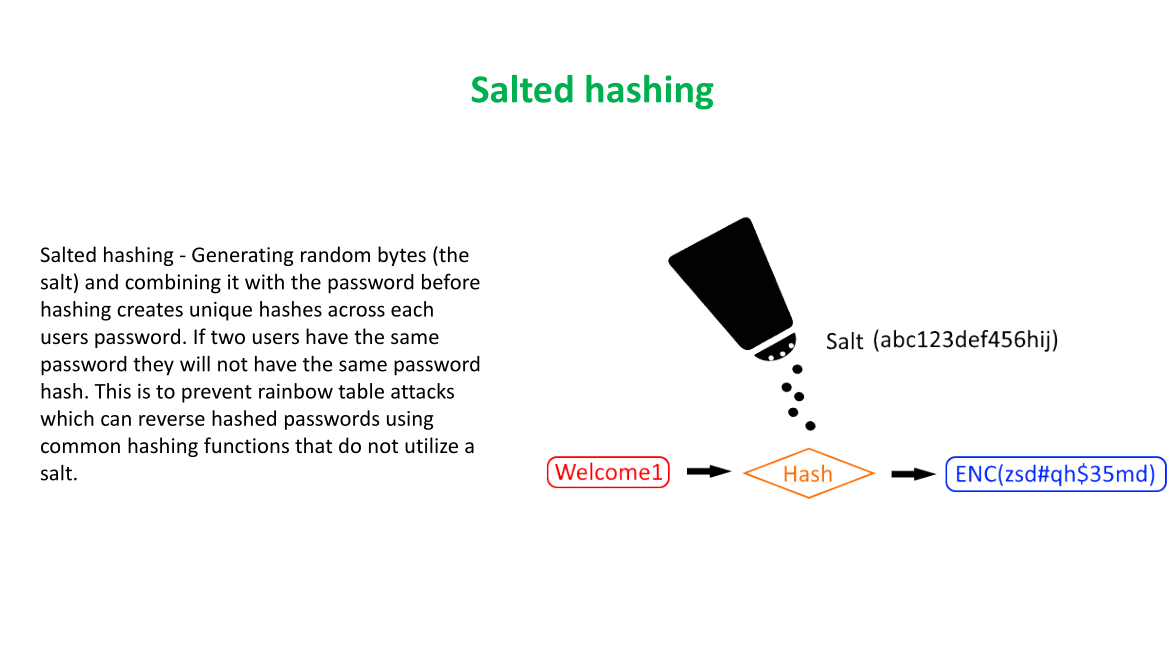 Salted hashing
Salted hashing - Generating random bytes (the
salt) and combining it with the password before
hashing creates unique hashes across each
users password. If two users have the same
password they will not have the same password
hash. This is to prevent rainbow table attacks
which can reverse hashed passwords using
common hashing functions that do not utilize a
salt.
Salt (abc123def456hij)
Welcome1
Hash
ENC(zsd#qh$35md)